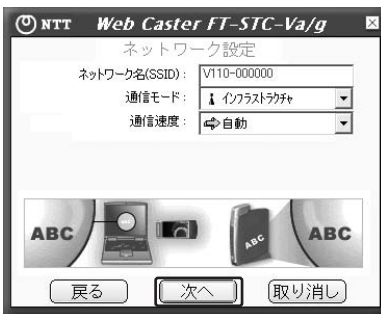 NTT Web Caster FT-STC-Va/g
ネットワーク設定
ネットワーク名(SSID): V110-000000
通信モード: インフラストラクチャ
通信速度: 自動
ABC ABC ABC
戻る 次へ 取り消し